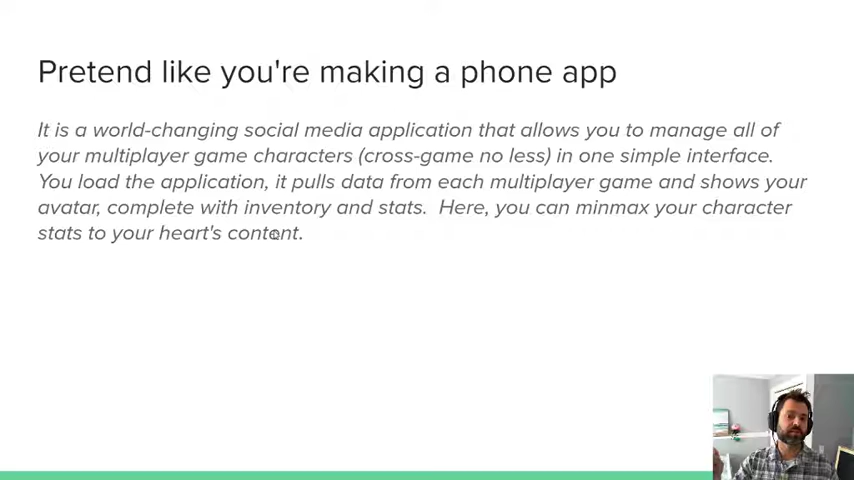 Pretend like you're making a phone app
It is a world-changing social media application that allows you to manage all of
your multiplayer game characters (cross-game no less) in one simple interface.
You load the application, it pulls data from each multiplayer game and shows your
avatar, complete with inventory and stats.  Here, you can minmax your character
stats to your heart's content.